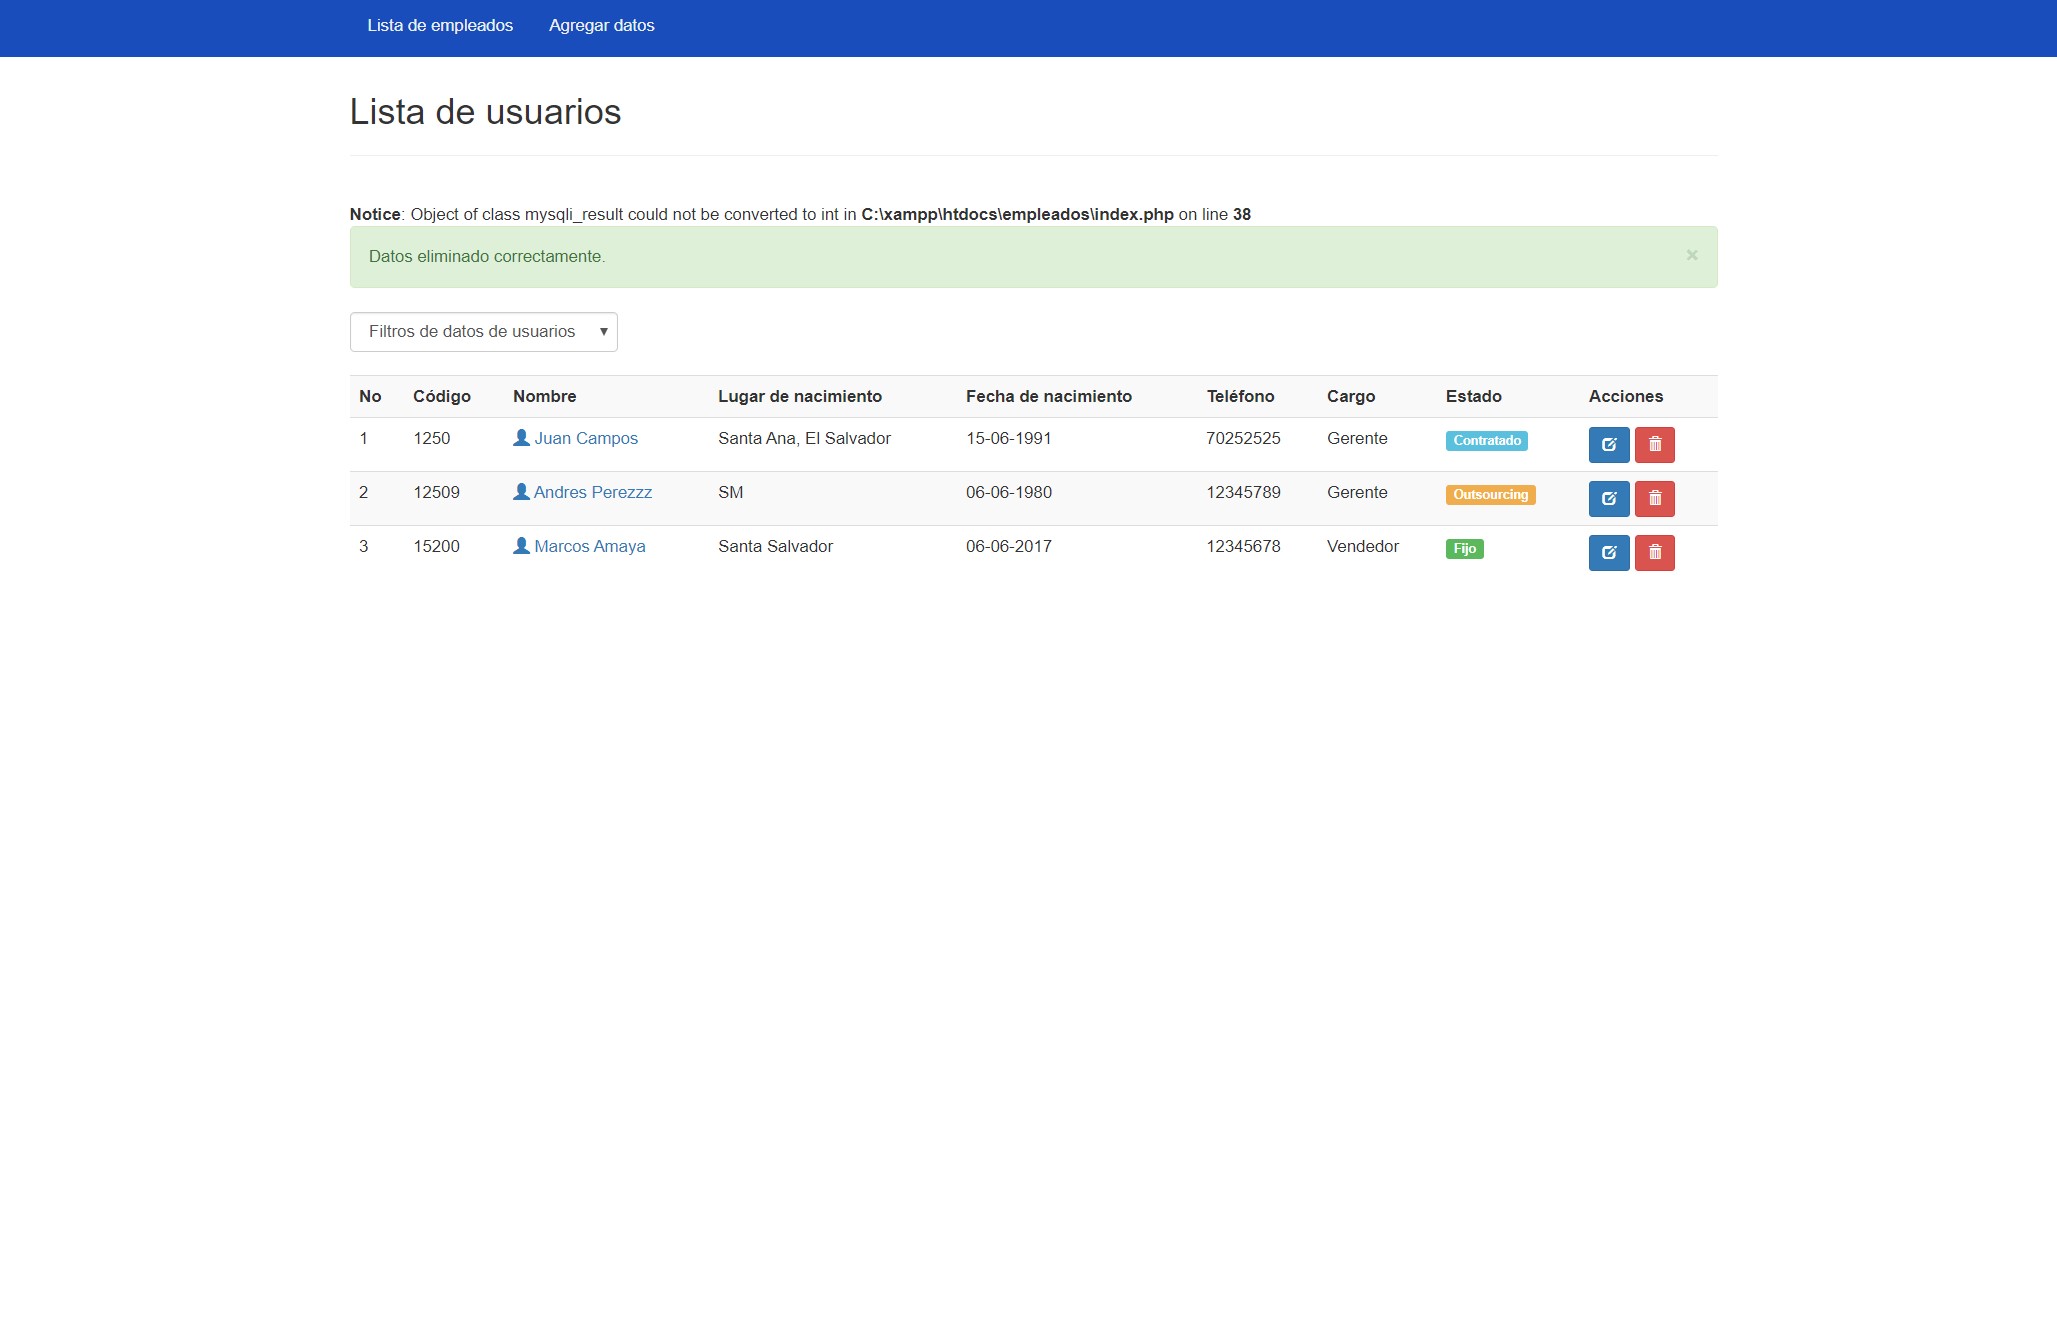 Lista de empleados Agregar datos
Lista de usuarios
Notice: Object of class mysqli_result could not be converted to int in C:\xampp\htdocs\empleados\index.php on line 38
Datos eliminado correctamente. ×
Filtros de datos de usuarios
No Código Nombre Lugar de nacimiento Fecha de nacimiento Teléfono Cargo Estado Acciones
1 1250 Juan Campos Santa Ana, El Salvador 15-06-1991 70252525 Gerente Contratado
2 12509 Andres Perezzz SM 06-06-1980 12345789 Gerente Outsourcing
3 15200 Marcos Amaya Santa Salvador 06-06-2017 12345678 Vendedor Fijo